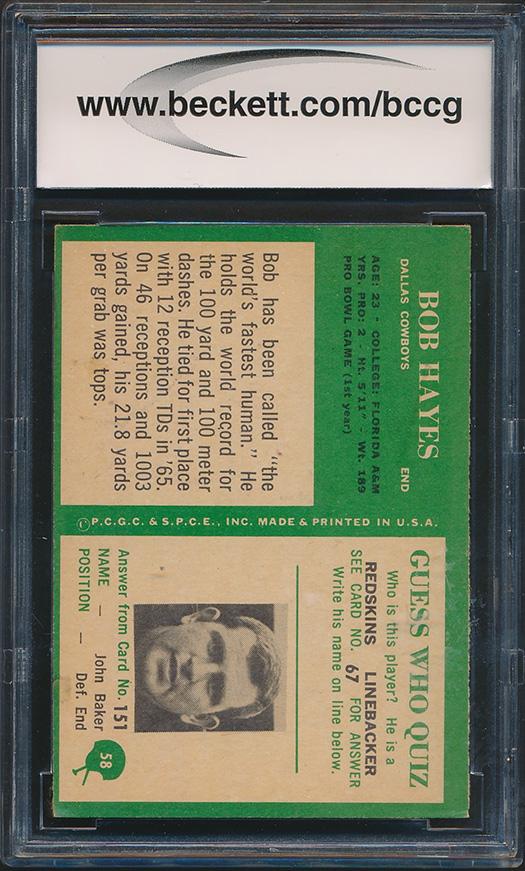 www.beckett.com/bccg
BOB HAYES
DALLAS COWBOYS END
AGE: 23 - COLLEGE: FLORIDA A&M
YRS. PRO: 2 - Ht. 5'11" - Wt. 189
PRO BOWL GAME (1st year)
Bob has been called "the
world's fastest human." He
holds the world record for
the 100 yard and 100 meter
dashes. He tied for first place
with 12 reception TDs in '65.
On 46 receptions and 1003
yards gained, his 21.8 yards
per grab was tops.
©P.C.G.C. & S.P.C.E., INC. MADE & PRINTED IN U.S.A.
GUESS WHO QUIZ
Who is this player? He is a
REDSKINS LINEBACKER
SEE CARD NO. 67 FOR ANSWER
Write his name on line below.
Answer from Card No. 151
NAME — John Baker
POSITION — Def. End
58